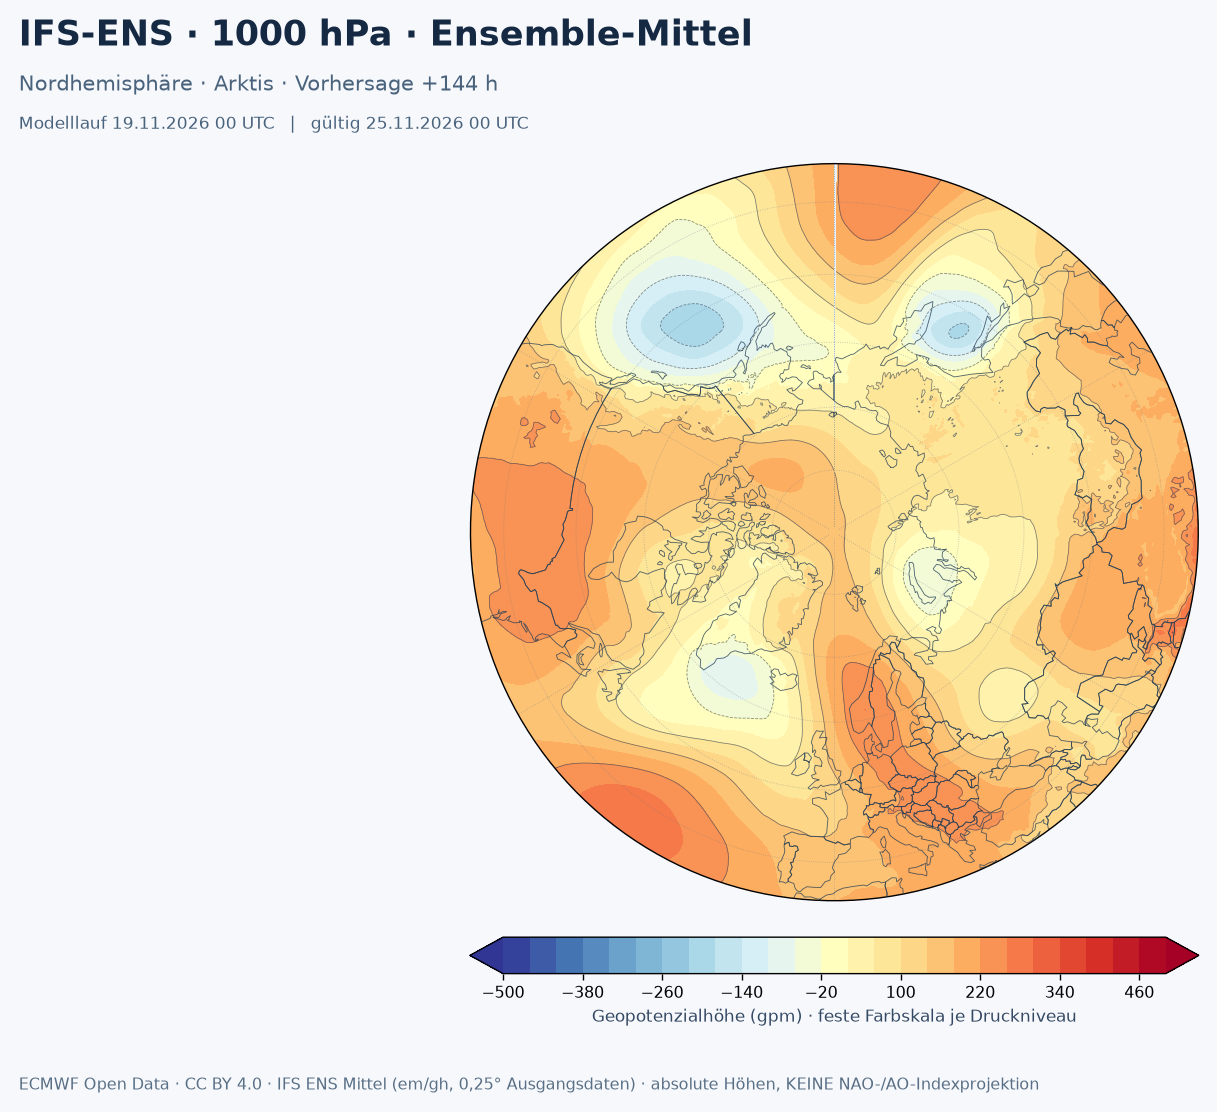 IFS-ENS · 1000 hPa · Ensemble-Mittel
Nordhemisphäre · Arktis · Vorhersage +144 h
Modelllauf 19.11.2026 00 UTC | gültig 25.11.2026 00 UTC
−500 −380 −260 −140 −20 100 220 340 460
Geopotenzialhöhe (gpm) · feste Farbskala je Druckniveau
ECMWF Open Data · CC BY 4.0 · IFS ENS Mittel (em/gh, 0,25° Ausgangsdaten) · absolute Höhen, KEINE NAO-/AO-Indexprojektion